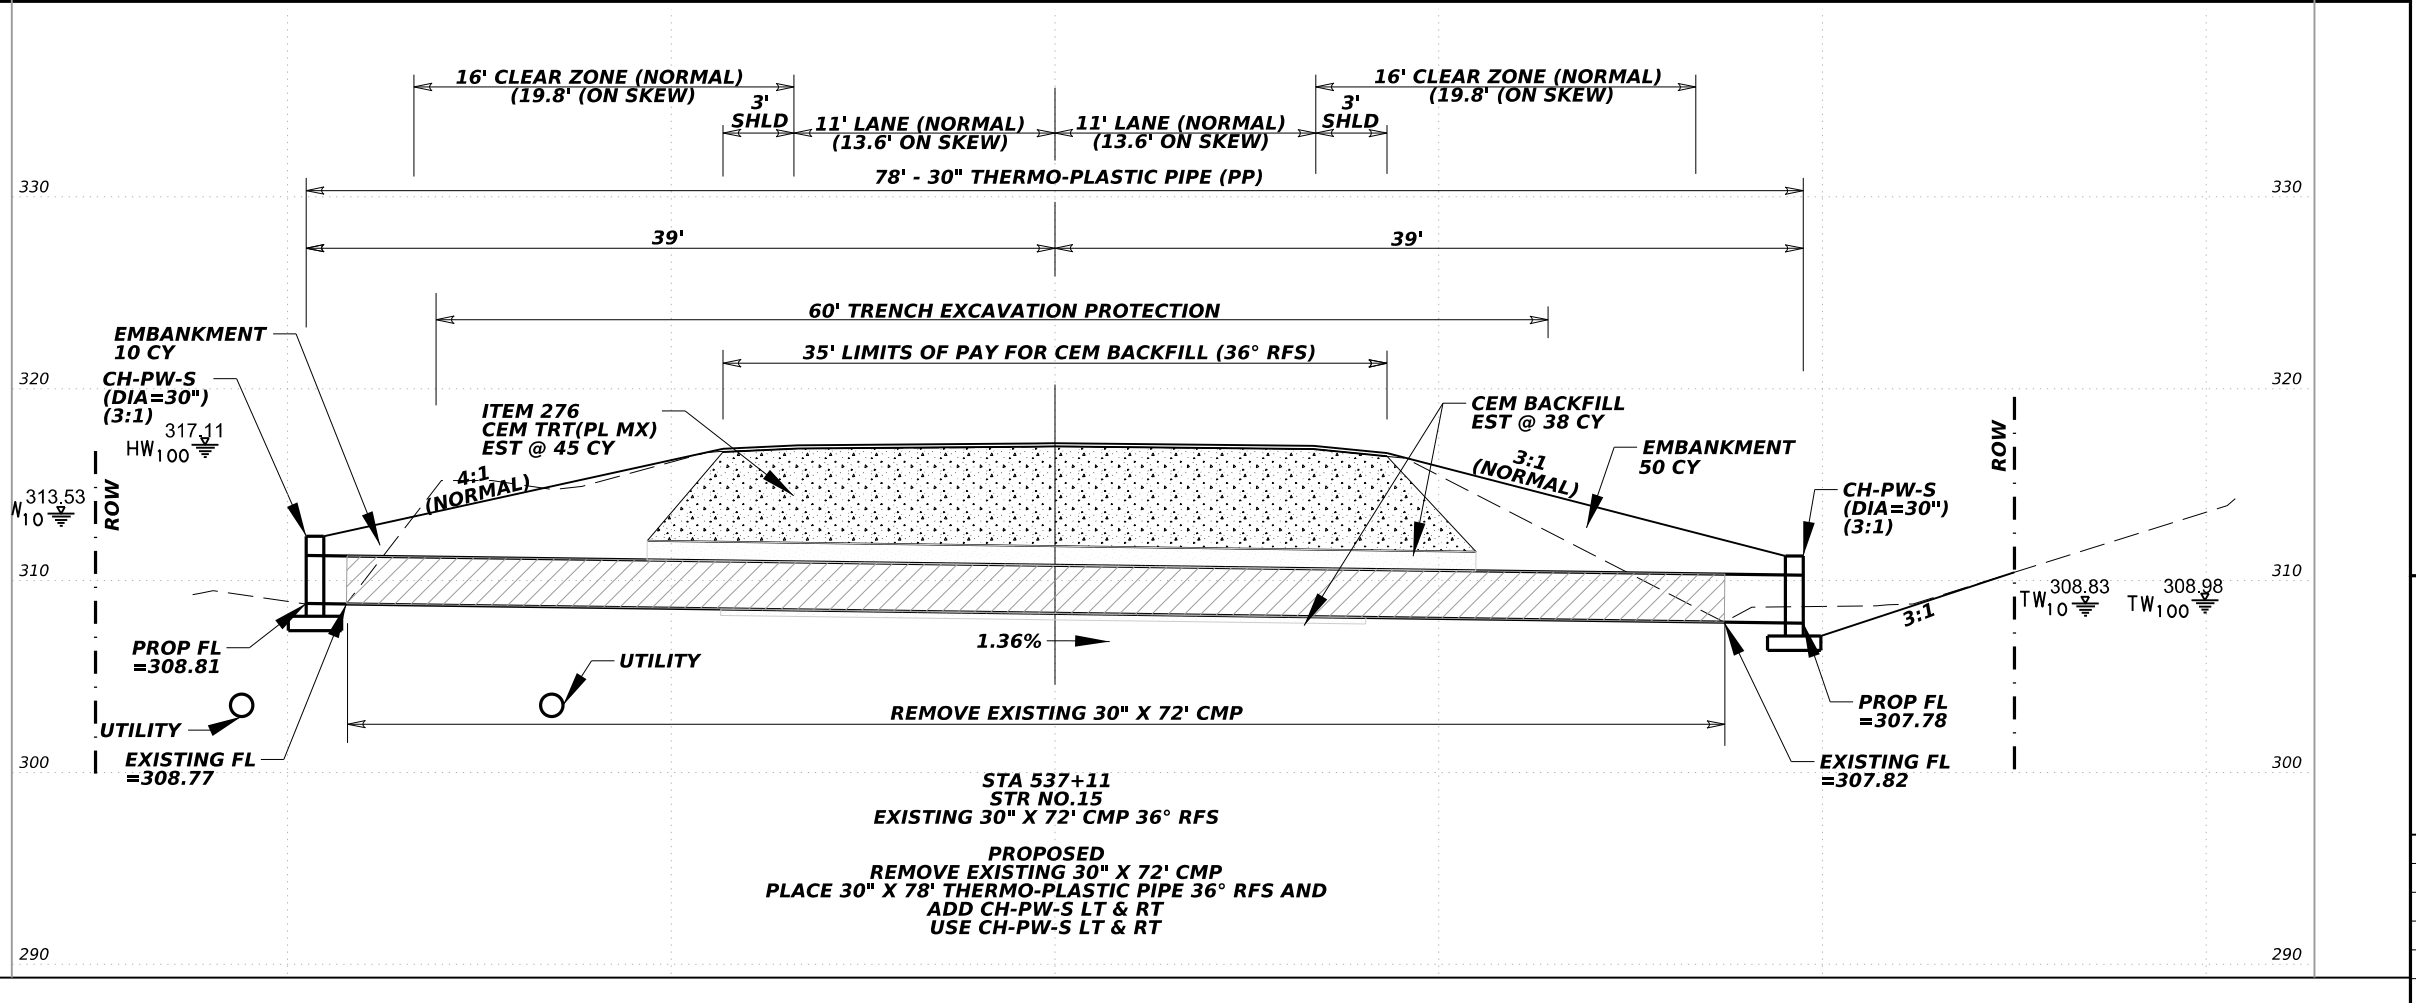 16' CLEAR ZONE (NORMAL)
(19.8' (ON SKEW)
16' CLEAR ZONE (NORMAL)
(19.8' (ON SKEW)
3'
SHLD
11' LANE (NORMAL)
(13.6' ON SKEW)
11' LANE (NORMAL)
(13.6' ON SKEW)
3'
SHLD
78' - 30" THERMO-PLASTIC PIPE (PP)
330
330
39'
39'
60' TRENCH EXCAVATION PROTECTION
35' LIMITS OF PAY FOR CEM BACKFILL (36° RFS)
EMBANKMENT
10 CY
320
320
CH-PW-S
(DIA=30")
(3:1)
317.11
HW100
ITEM 276
CEM TRT(PL MX)
EST @ 45 CY
CEM BACKFILL
EST @ 38 CY
EMBANKMENT
50 CY
ROW
4:1
(NORMAL)
3:1
(NORMAL)
313.53
10
ROW
CH-PW-S
(DIA=30")
(3:1)
310
310
308.83
TW10
308.98
TW100
3:1
PROP FL
=308.81
1.36%
UTILITY
UTILITY
REMOVE EXISTING 30" X 72' CMP
PROP FL
=307.78
EXISTING FL
=308.77
EXISTING FL
=307.82
300
300
STA 537+11
STR NO.15
EXISTING 30" X 72' CMP 36° RFS
PROPOSED
REMOVE EXISTING 30" X 72' CMP
PLACE 30" X 78' THERMO-PLASTIC PIPE 36° RFS AND
ADD CH-PW-S LT & RT
USE CH-PW-S LT & RT
290
290